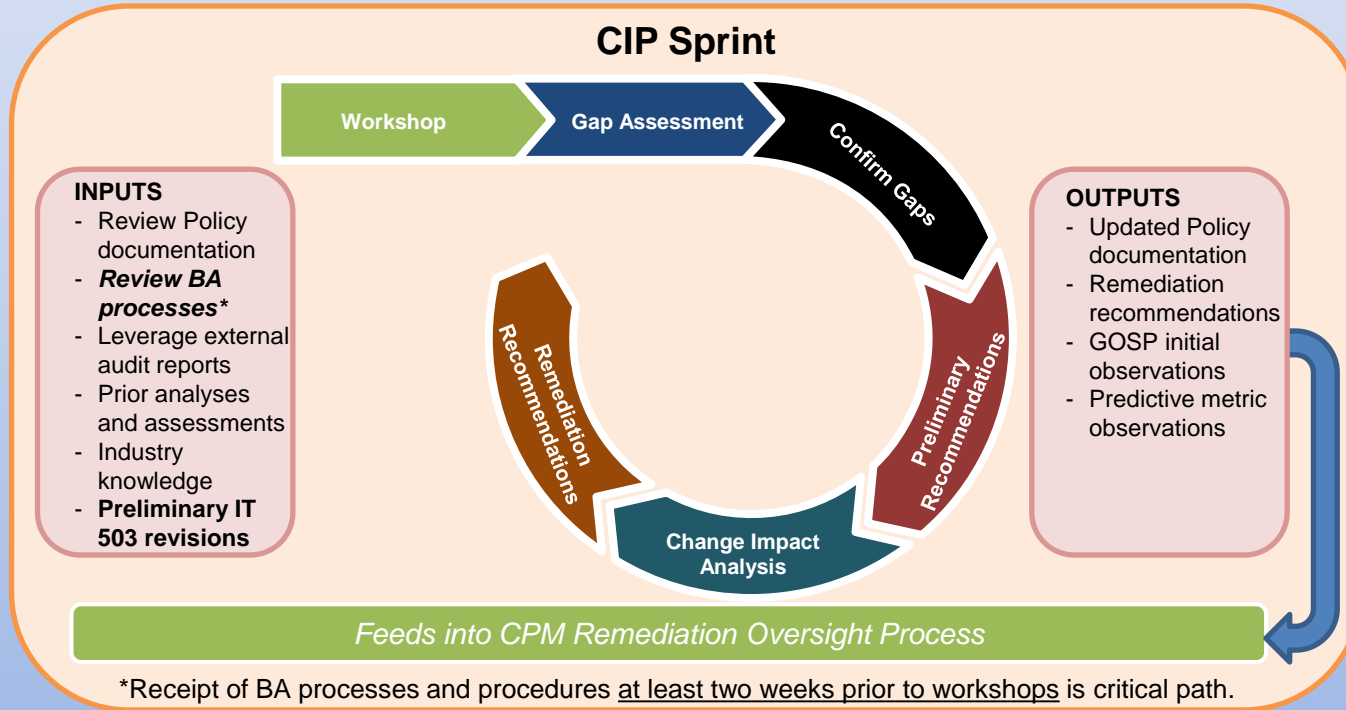 CIP Sprint
Workshop
Gap Assessment
Confirm Gaps
Preliminary
Recommendations
Change Impact
Analysis
Remediation
Recommendations
INPUTS
- Review Policy
documentation
- Review BA
processes*
- Leverage external
audit reports
- Prior analyses
and assessments
- Industry
knowledge
- Preliminary IT
503 revisions
OUTPUTS
- Updated Policy
documentation
- Remediation
recommendations
- GOSP initial
observations
- Predictive metric
observations
Feeds into CPM Remediation Oversight Process
*Receipt of BA processes and procedures at least two weeks prior to workshops is critical path.